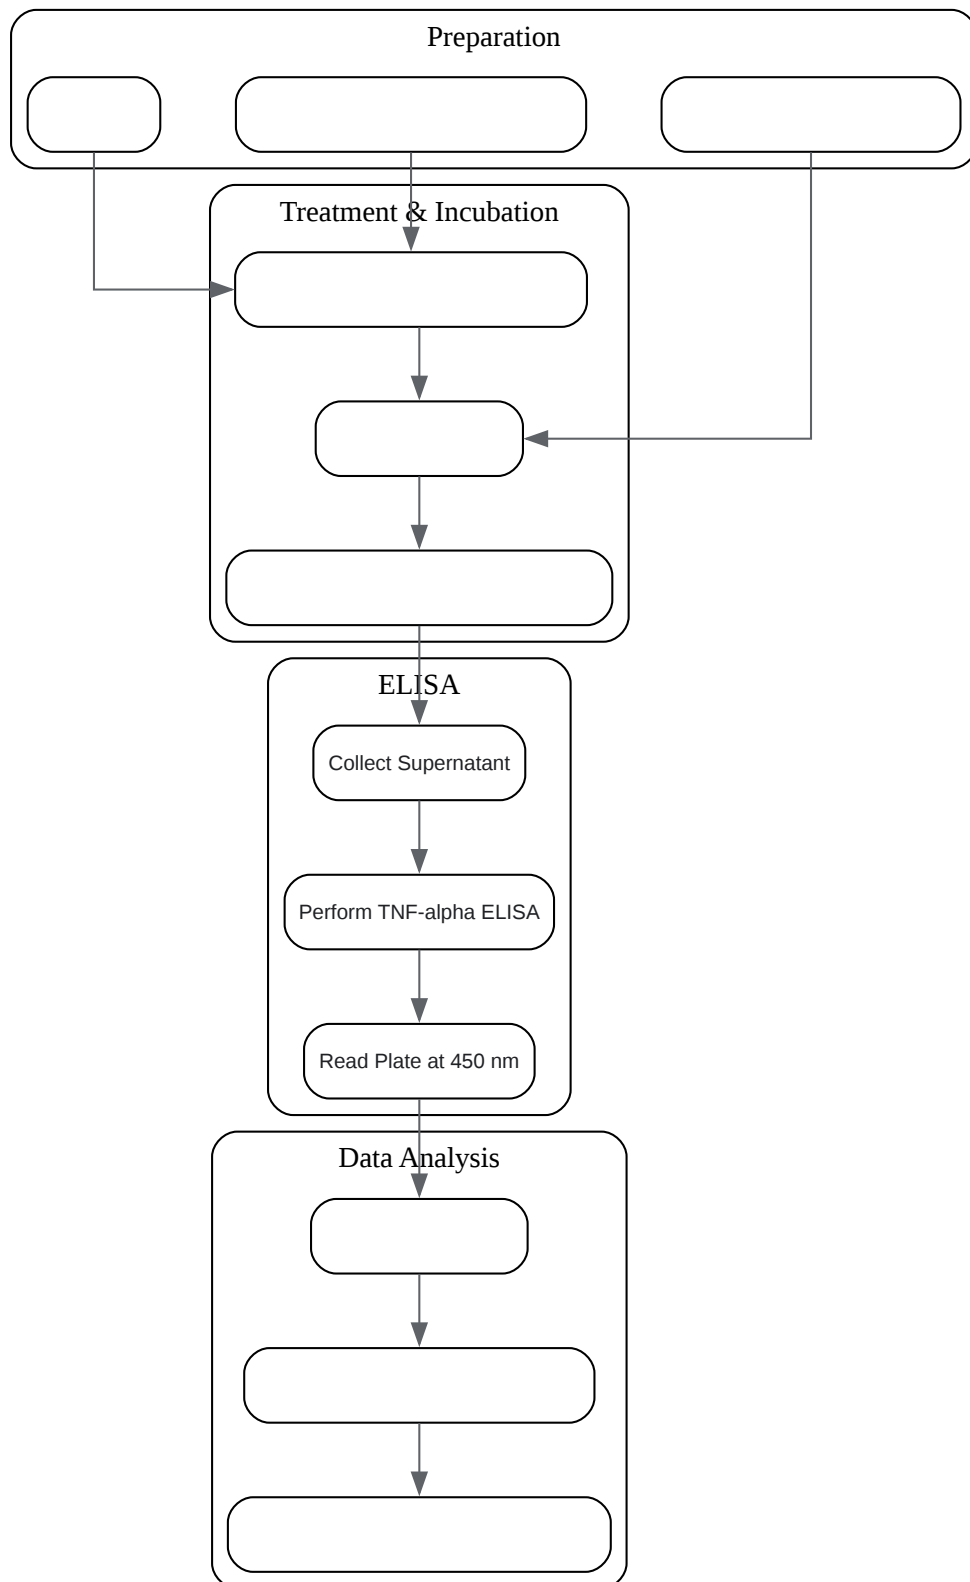 Preparation
Treatment & Incubation
ELISA
Collect Supernatant
Perform TNF-alpha ELISA
Read Plate at 450 nm
Data Analysis